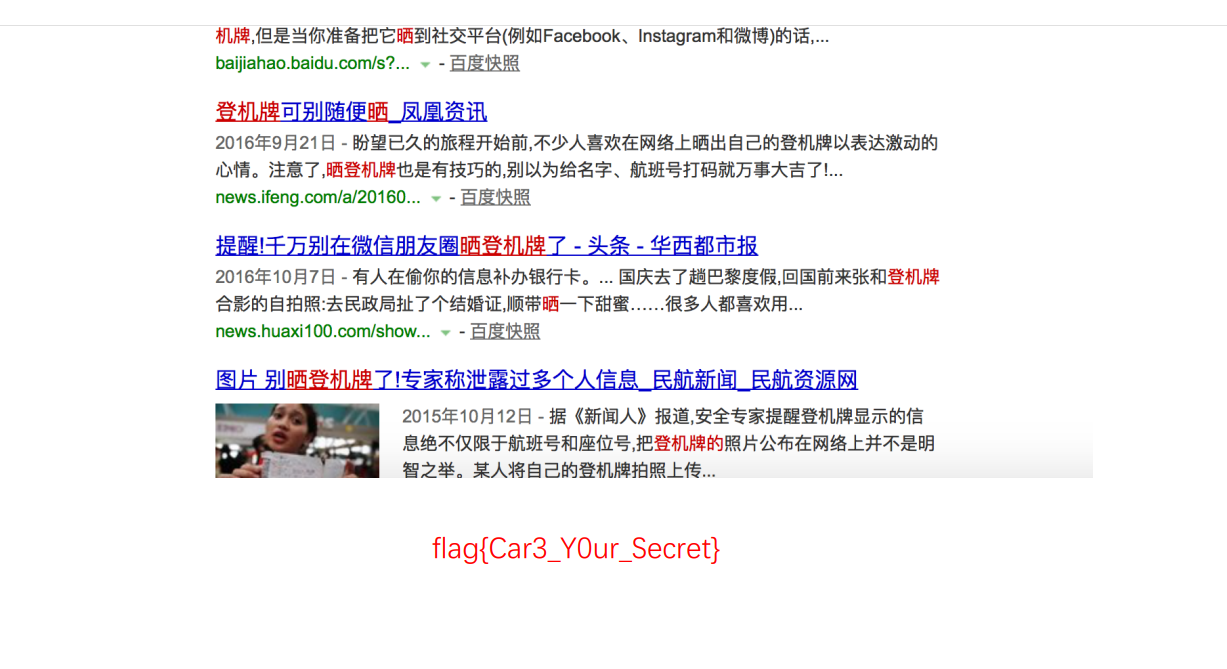 机牌,但是当你准备把它晒到社交平台(例如Facebook、Instagram和微博)的话,...
baijiahao.baidu.com/s?... - 百度快照
登机牌可别随便晒_凤凰资讯
2016年9月21日 - 盼望已久的旅程开始前,不少人喜欢在网络上晒出自己的登机牌以表达激动的
心情。注意了,晒登机牌也是有技巧的,别以为给名字、航班号打码就万事大吉了!...
news.ifeng.com/a/20160... - 百度快照
提醒!千万别在微信朋友圈晒登机牌了 - 头条 - 华西都市报
2016年10月7日 - 有人在偷你的信息补办银行卡。... 国庆去了趟巴黎度假,回国前来张和登机牌
合影的自拍照:去民政局扯了个结婚证,顺带晒一下甜蜜……很多人都喜欢用...
news.huaxi100.com/show... - 百度快照
图片 别晒登机牌了!专家称泄露过多个人信息_民航新闻_民航资源网
2015年10月12日 - 据《新闻人》报道,安全专家提醒登机牌显示的信
息绝不仅限于航班号和座位号,把登机牌的照片公布在网络上并不是明
智之举。某人将自己的登机牌拍照上传...
flag{Car3_Y0ur_Secret}